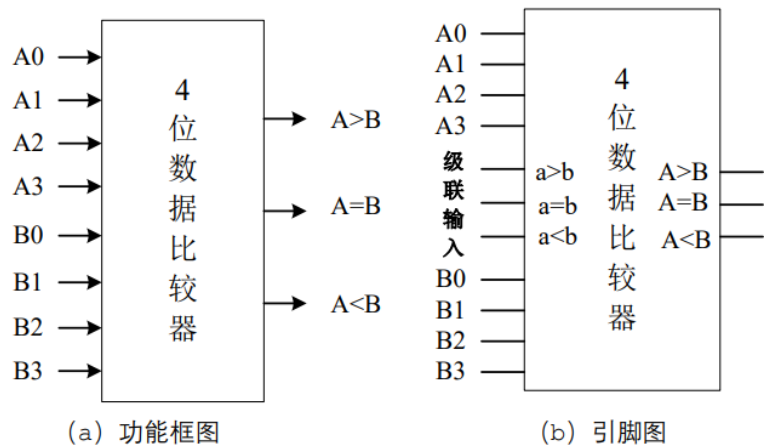 A0
A1
A2
A3
B0
B1
B2
B3
4位数据比较器
A>B
A=B
A<B
(a) 功能框图
A0
A1
A2
A3
级联输入
B0
B1
B2
B3
a>b
a=b
a<b
4位数据比较器
A>B
A=B
A<B
(b) 引脚图